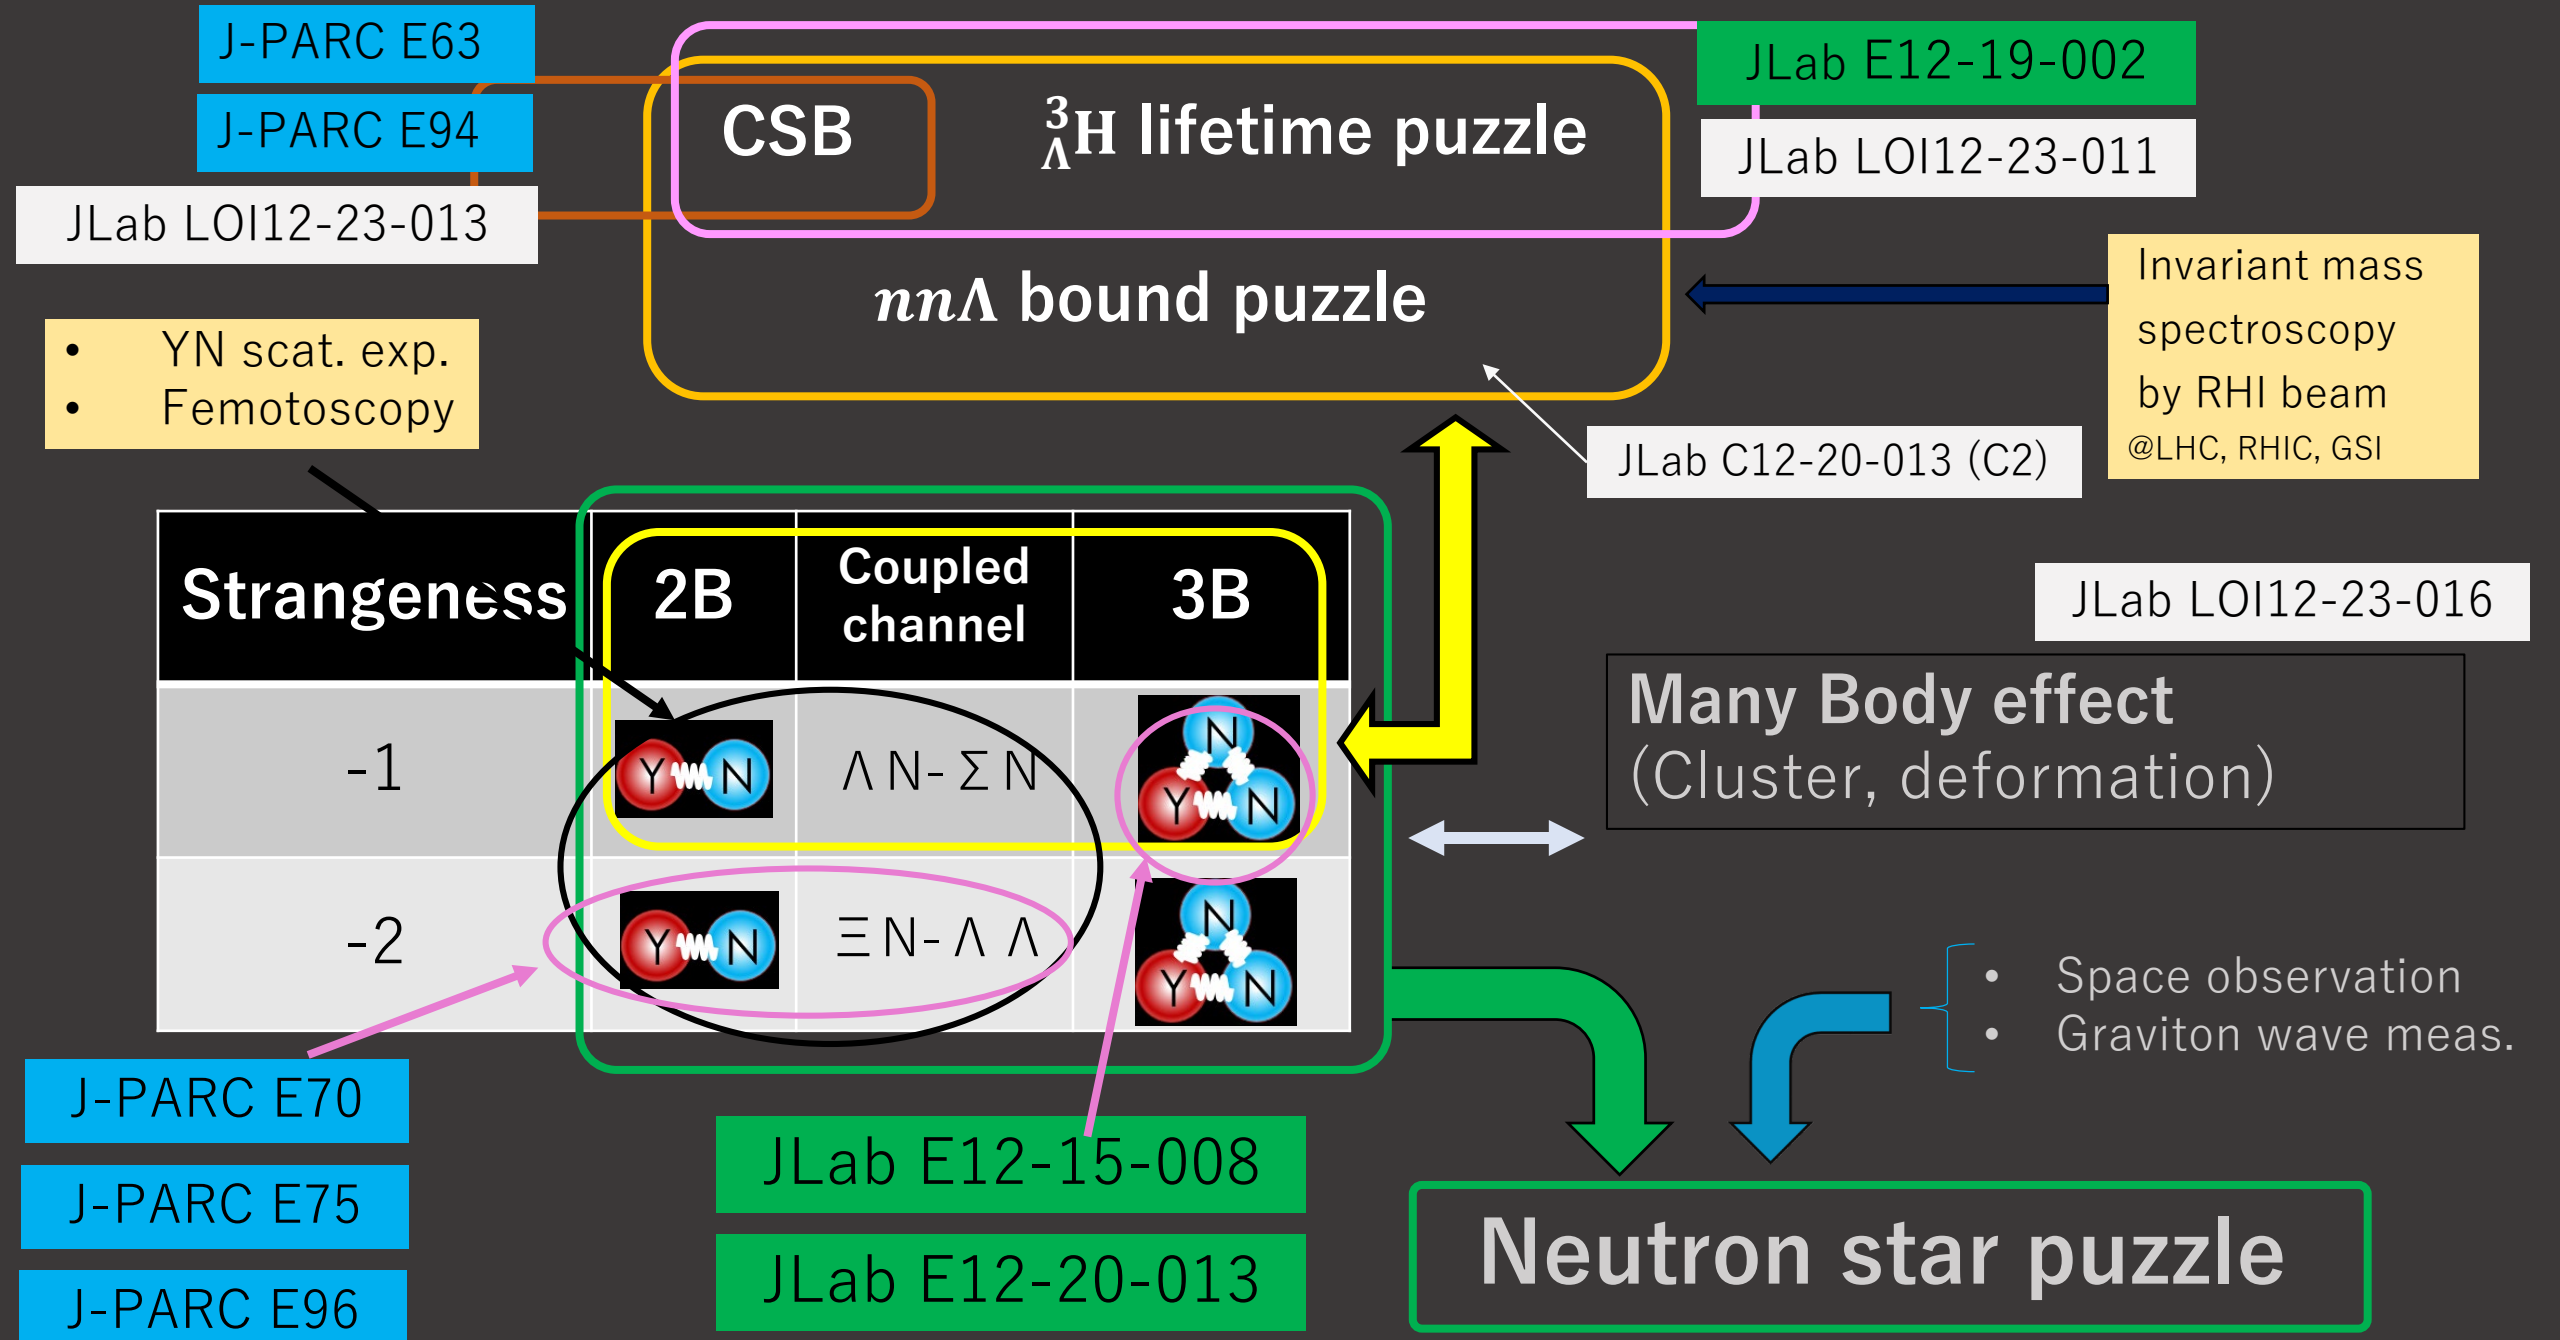 J-PARC E63
J-PARC E94
JLab LOI12-23-013
CSB
³ΛH lifetime puzzle
JLab E12-19-002
JLab LOI12-23-011
nnΛ bound puzzle
Invariant mass
spectroscopy
by RHI beam
@LHC, RHIC, GSI
• YN scat. exp.
• Femotoscopy
JLab C12-20-013 (C2)
Strangeness
2B
Coupled
channel
3B
-1
Y N
ΛN-ΣN
N
Y N
-2
Y N
ΞN-ΛΛ
N
Y N
JLab LOI12-23-016
Many Body effect
(Cluster, deformation)
• Space observation
• Graviton wave meas.
J-PARC E70
J-PARC E75
J-PARC E96
JLab E12-15-008
JLab E12-20-013
Neutron star puzzle